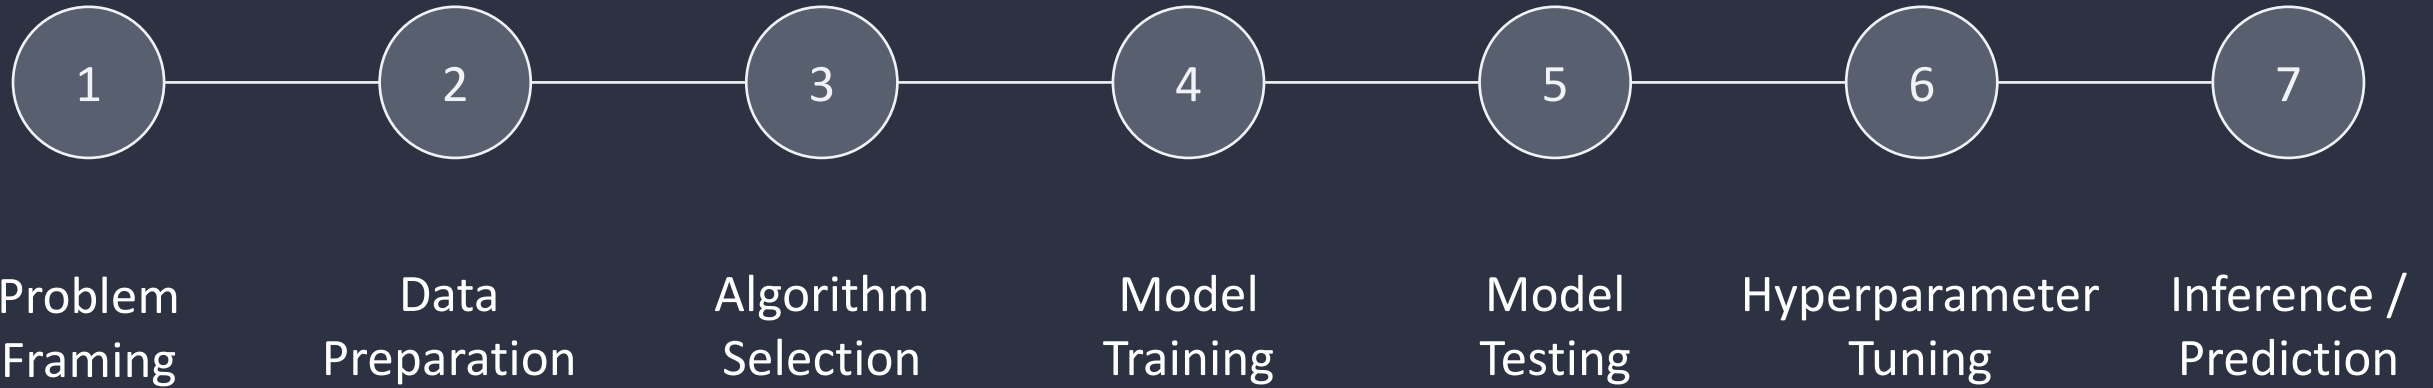 1
2
3
4
5
6
7
Problem
Framing
Data
Preparation
Algorithm
Selection
Model
Training
Model
Testing
Hyperparameter
Tuning
Inference /
Prediction